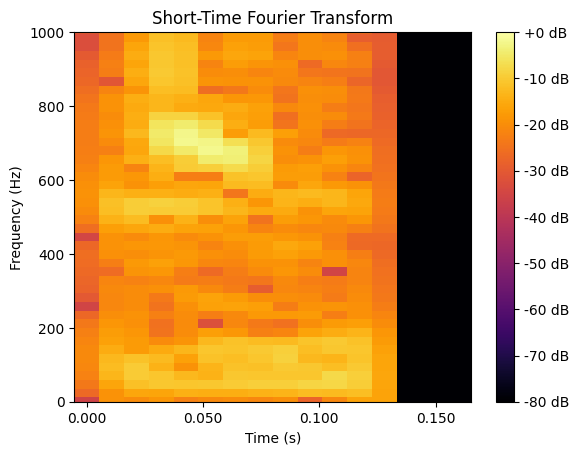 Short-Time Fourier Transform
1000
800
600
400
200
0
Frequency (Hz)
0.000
0.050
0.100
0.150
Time (s)
+0 dB
-10 dB
-20 dB
-30 dB
-40 dB
-50 dB
-60 dB
-70 dB
-80 dB